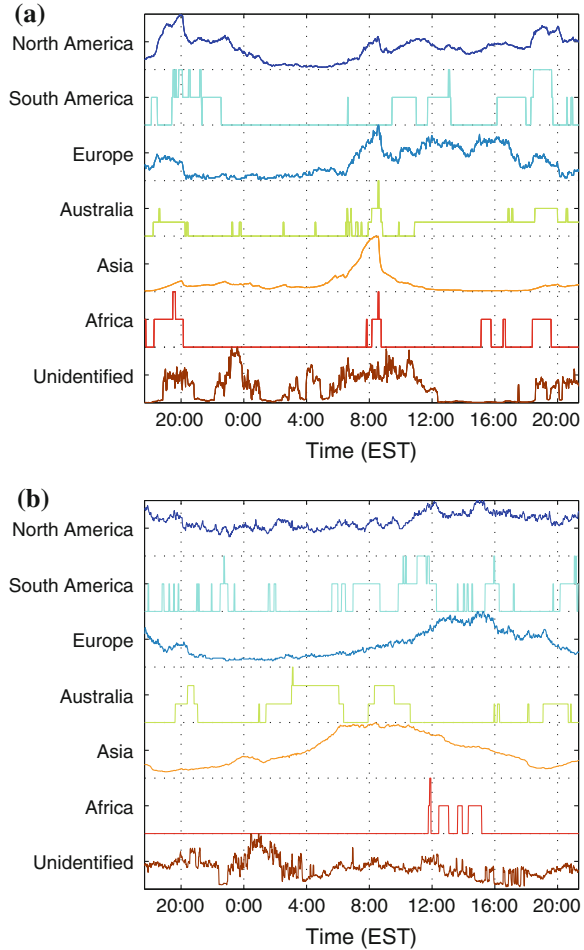 (a)
North America
South America
Europe
Australia
Asia
Africa
Unidentified
20:00 0:00 4:00 8:00 12:00 16:00 20:00
Time (EST)
(b)
North America
South America
Europe
Australia
Asia
Africa
Unidentified
20:00 0:00 4:00 8:00 12:00 16:00 20:00
Time (EST)